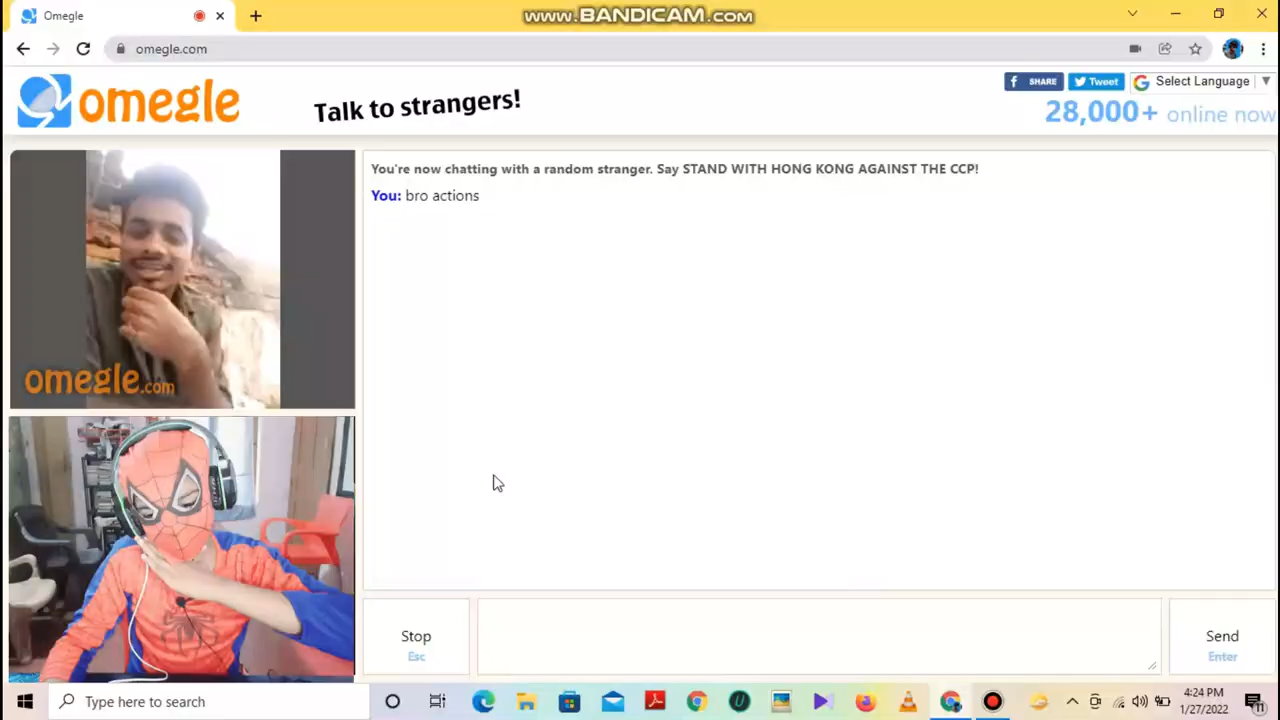 Omegle
www.BANDICAM.com
omegle.com
omegle
Talk to strangers!
SHARE
Tweet
Select Language
28,000+ online now
You're now chatting with a random stranger. Say STAND WITH HONG KONG AGAINST THE CCP!
You: bro actions
omegle.com
Stop
Esc
Send
Enter
Type here to search
4:24 PM
1/27/2022